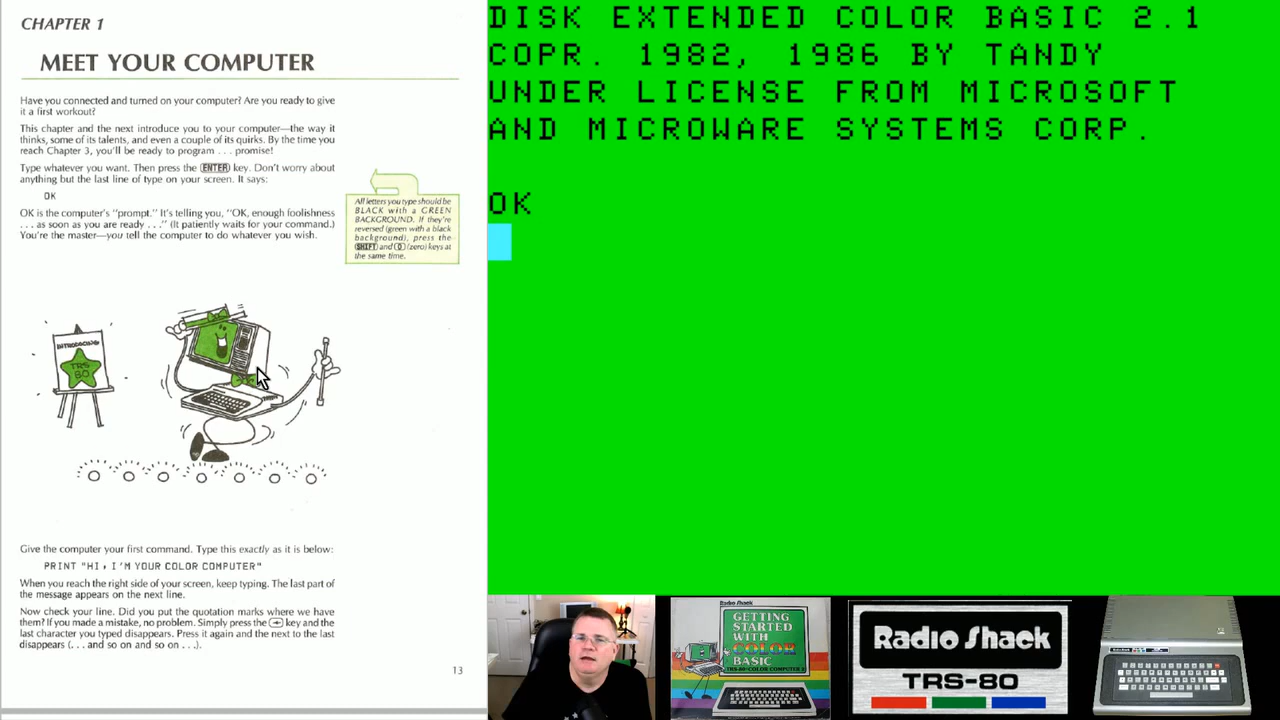 CHAPTER 1
MEET YOUR COMPUTER
Have you connected and turned on your computer? Are you ready to give
it a first workout?
This chapter and the next introduce you to your computer—the way it
thinks, some of its talents, and even a couple of its quirks. By the time you
reach Chapter 3, you'll be ready to program . . . promise!
Type whatever you want. Then press the ENTER key. Don't worry about
anything but the last line of type on your screen. It says:
OK
OK is the computer's "prompt." It's telling you, "OK, enough foolishness
. . . as soon as you are ready . . ." (It patiently waits for your command.)
You're the master—you tell the computer to do whatever you wish.
All letters you type should be
BLACK with a GREEN
BACKGROUND. If they're
reversed (green with a black
background), press the
SHIFT and 0 (zero) keys at
the same time.
INTRODUCING
TRS
80
Give the computer your first command. Type this exactly as it is below:
PRINT "HI, I'M YOUR COLOR COMPUTER"
When you reach the right side of your screen, keep typing. The last part of
the message appears on the next line.
Now check your line. Did you put the quotation marks where we have
them? If you made a mistake, no problem. Simply press the ← key and the
last character you typed disappears. Press it again and the next to the last
disappears (. . . and so on and so on . . .).
13
DISK EXTENDED COLOR BASIC 2.1
COPR. 1982, 1986 BY TANDY
UNDER LICENSE FROM MICROSOFT
AND MICROWARE SYSTEMS CORP.
OK
Radio Shack
GETTING
STARTED
WITH
COLOR
BASIC
TRS-80 COLOR COMPUTER
Radio Shack
TRS-80